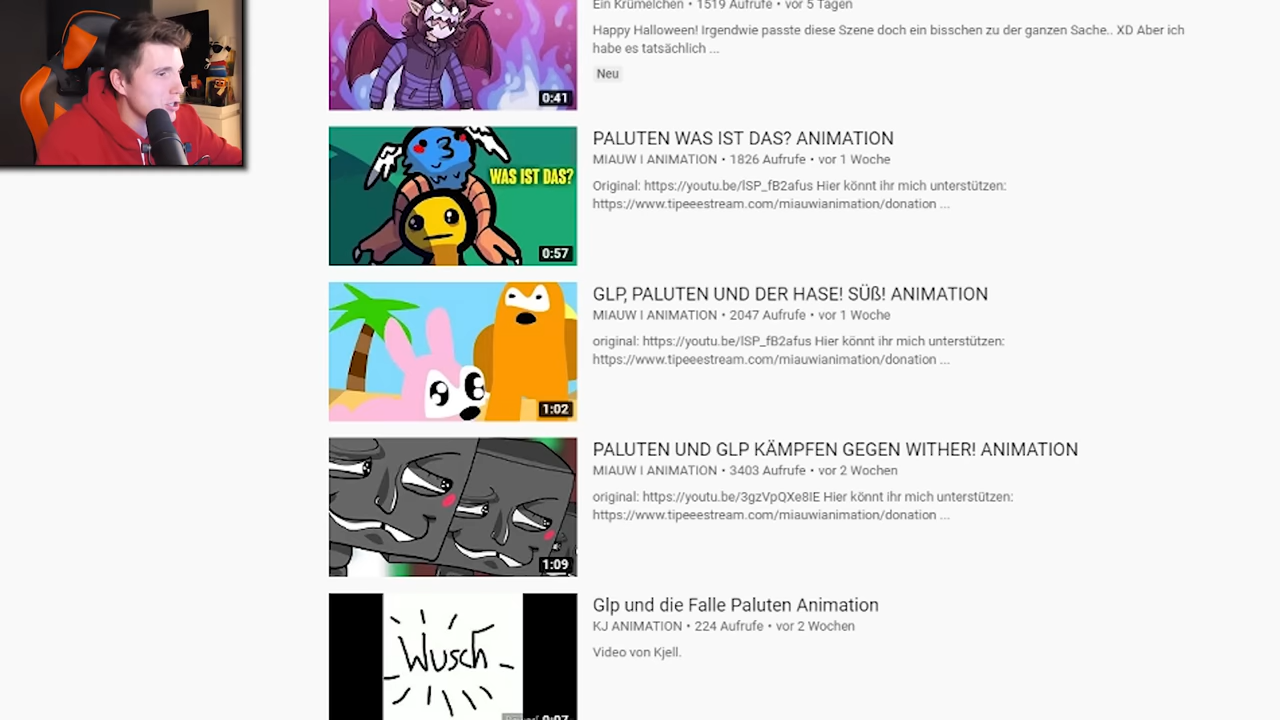 Ein Krümelchen • 1519 Aufrufe • vor 5 Tagen
Happy Halloween! Irgendwie passte diese Szene doch ein bisschen zu der ganzen Sache.. XD Aber ich
habe es tatsächlich ...
Neu
0:41
PALUTEN WAS IST DAS? ANIMATION
MIAUW I ANIMATION • 1826 Aufrufe • vor 1 Woche
WAS IST DAS?
Original: https://youtu.be/lSP_fB2afus Hier könnt ihr mich unterstützen:
https://www.tipeeestream.com/miauwianimation/donation ...
0:57
GLP, PALUTEN UND DER HASE! SÜß! ANIMATION
MIAUW I ANIMATION • 2047 Aufrufe • vor 1 Woche
original: https://youtu.be/lSP_fB2afus Hier könnt ihr mich unterstützen:
https://www.tipeeestream.com/miauwianimation/donation ...
1:02
PALUTEN UND GLP KÄMPFEN GEGEN WITHER! ANIMATION
MIAUW I ANIMATION • 3403 Aufrufe • vor 2 Wochen
original: https://youtu.be/3gzVpQXe8IE Hier könnt ihr mich unterstützen:
https://www.tipeeestream.com/miauwianimation/donation ...
1:09
Glp und die Falle Paluten Animation
KJ ANIMATION • 224 Aufrufe • vor 2 Wochen
Wusch
Video von Kjell.